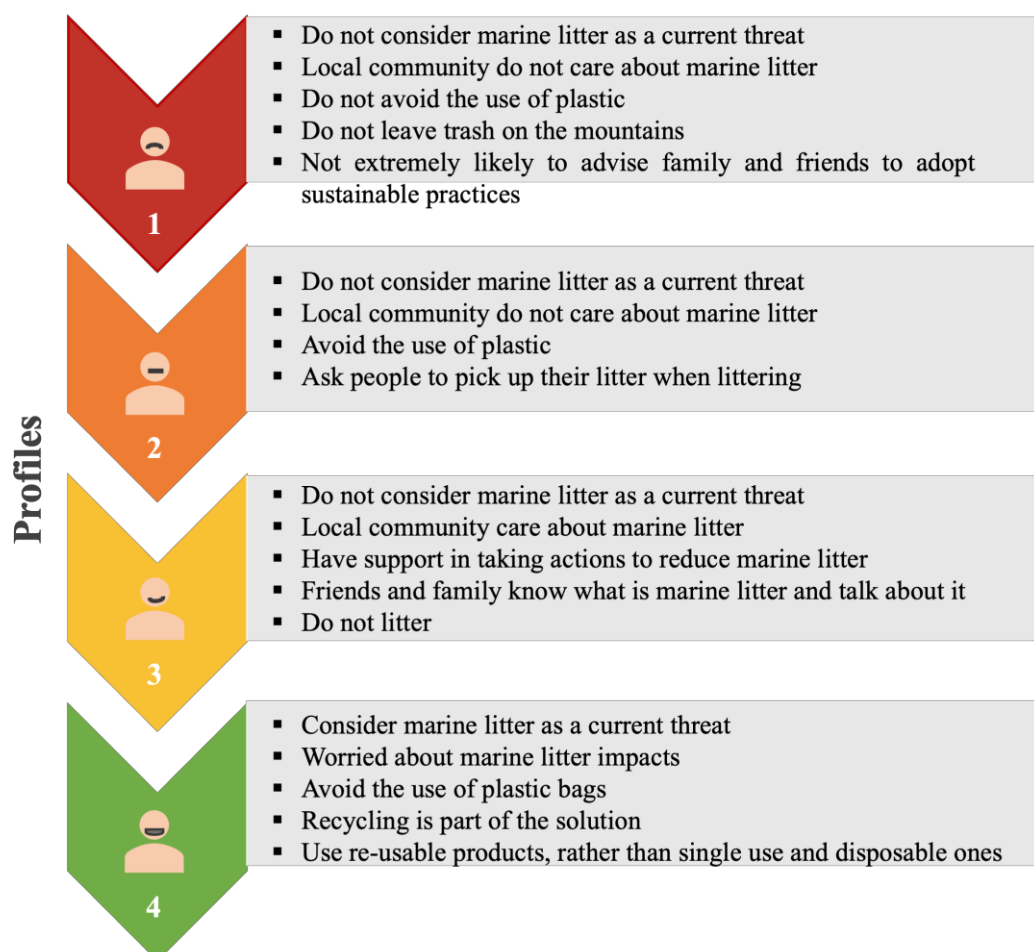 Profiles
▪ Do not consider marine litter as a current threat
▪ Local community do not care about marine litter
▪ Do not avoid the use of plastic
▪ Do not leave trash on the mountains
▪ Not extremely likely to advise family and friends to adopt
sustainable practices
1
▪ Do not consider marine litter as a current threat
▪ Local community do not care about marine litter
▪ Avoid the use of plastic
▪ Ask people to pick up their litter when littering
2
▪ Do not consider marine litter as a current threat
▪ Local community care about marine litter
▪ Have support in taking actions to reduce marine litter
▪ Friends and family know what is marine litter and talk about it
▪ Do not litter
3
▪ Consider marine litter as a current threat
▪ Worried about marine litter impacts
▪ Avoid the use of plastic bags
▪ Recycling is part of the solution
▪ Use re-usable products, rather than single use and disposable ones
4